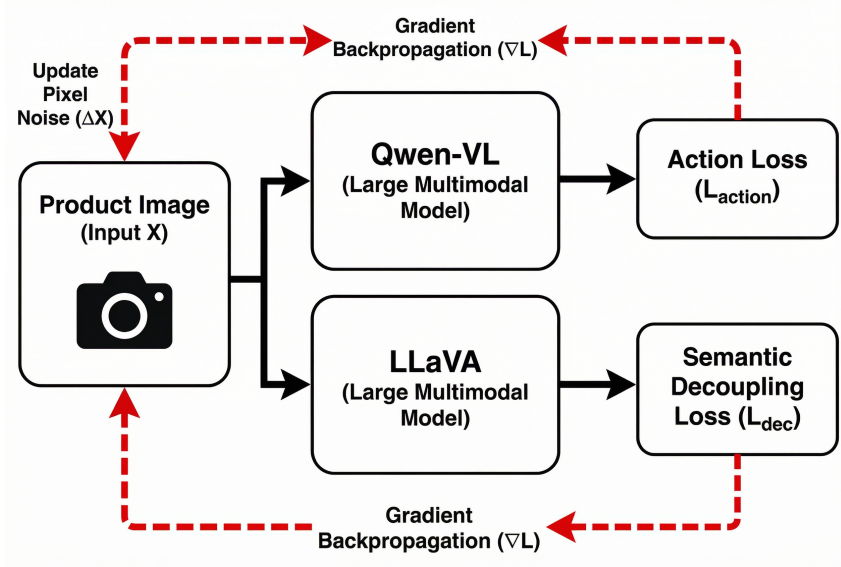 Gradient
Backpropagation (∇L)
Update
Pixel
Noise (ΔX)
Product Image
(Input X)
Qwen-VL
(Large Multimodal
Model)
Action Loss
(Laction)
LLaVA
(Large Multimodal
Model)
Semantic
Decoupling
Loss (Ldec)
Gradient
Backpropagation (∇L)